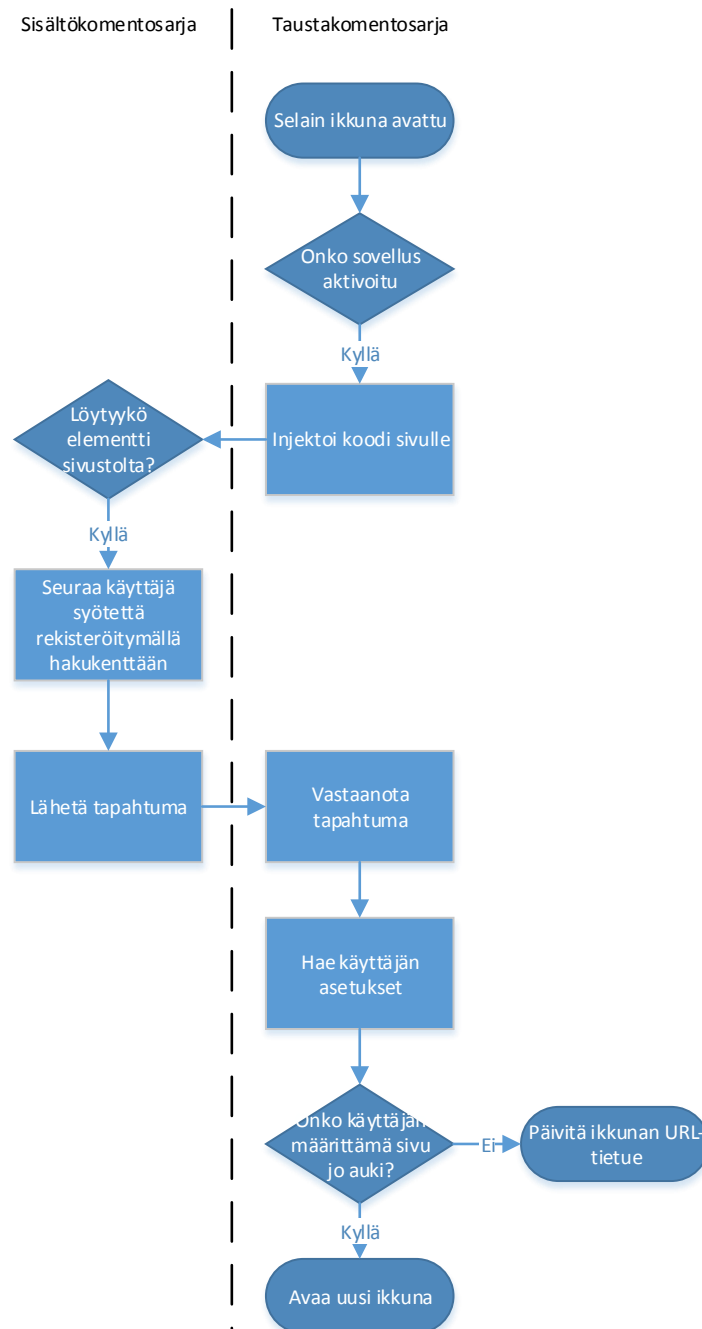 Sisältökomentosarja
Taustakomentosarja
Selain ikkuna avattu
Onko sovellus
aktivoitu
Kyllä
Injektoi koodi sivulle
Löytyykö
elementti
sivustolta?
Kyllä
Seuraa käyttäjä
syötettä
rekisteröitymällä
hakukenttään
Lähetä tapahtuma
Vastaanota
tapahtuma
Hae käyttäjän
asetukset
Onko käyttäjän
määrittämä sivu
jo auki?
Ei
Päivitä ikkunan URL-
tietue
Kyllä
Avaa uusi ikkuna